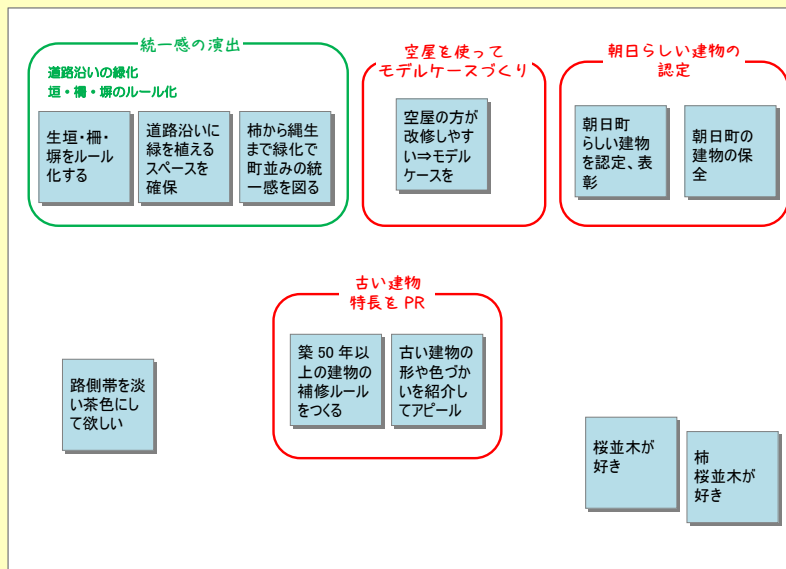 統一感の演出
道路沿いの緑化
垣・柵・塀のルール化
生垣・柵・
塀をルール
化する
道路沿いに
緑を植える
スペースを
確保
柿から縄生
まで緑化で
町並みの統
一感を図る
空屋を使って
モデルケースづくり
空屋の方が
改修しやす
い⇒モデル
ケースを
朝日らしい建物の
認定
朝日町
らしい建物
を認定、表
彰
朝日町の
建物の保
全
古い建物
特長を PR
築 50 年以
上の建物の
補修ルール
をつくる
古い建物の
形や色づか
いを紹介し
てアピール
路側帯を淡
い茶色にし
て欲しい
桜並木が
好き
柿
桜並木が
好き